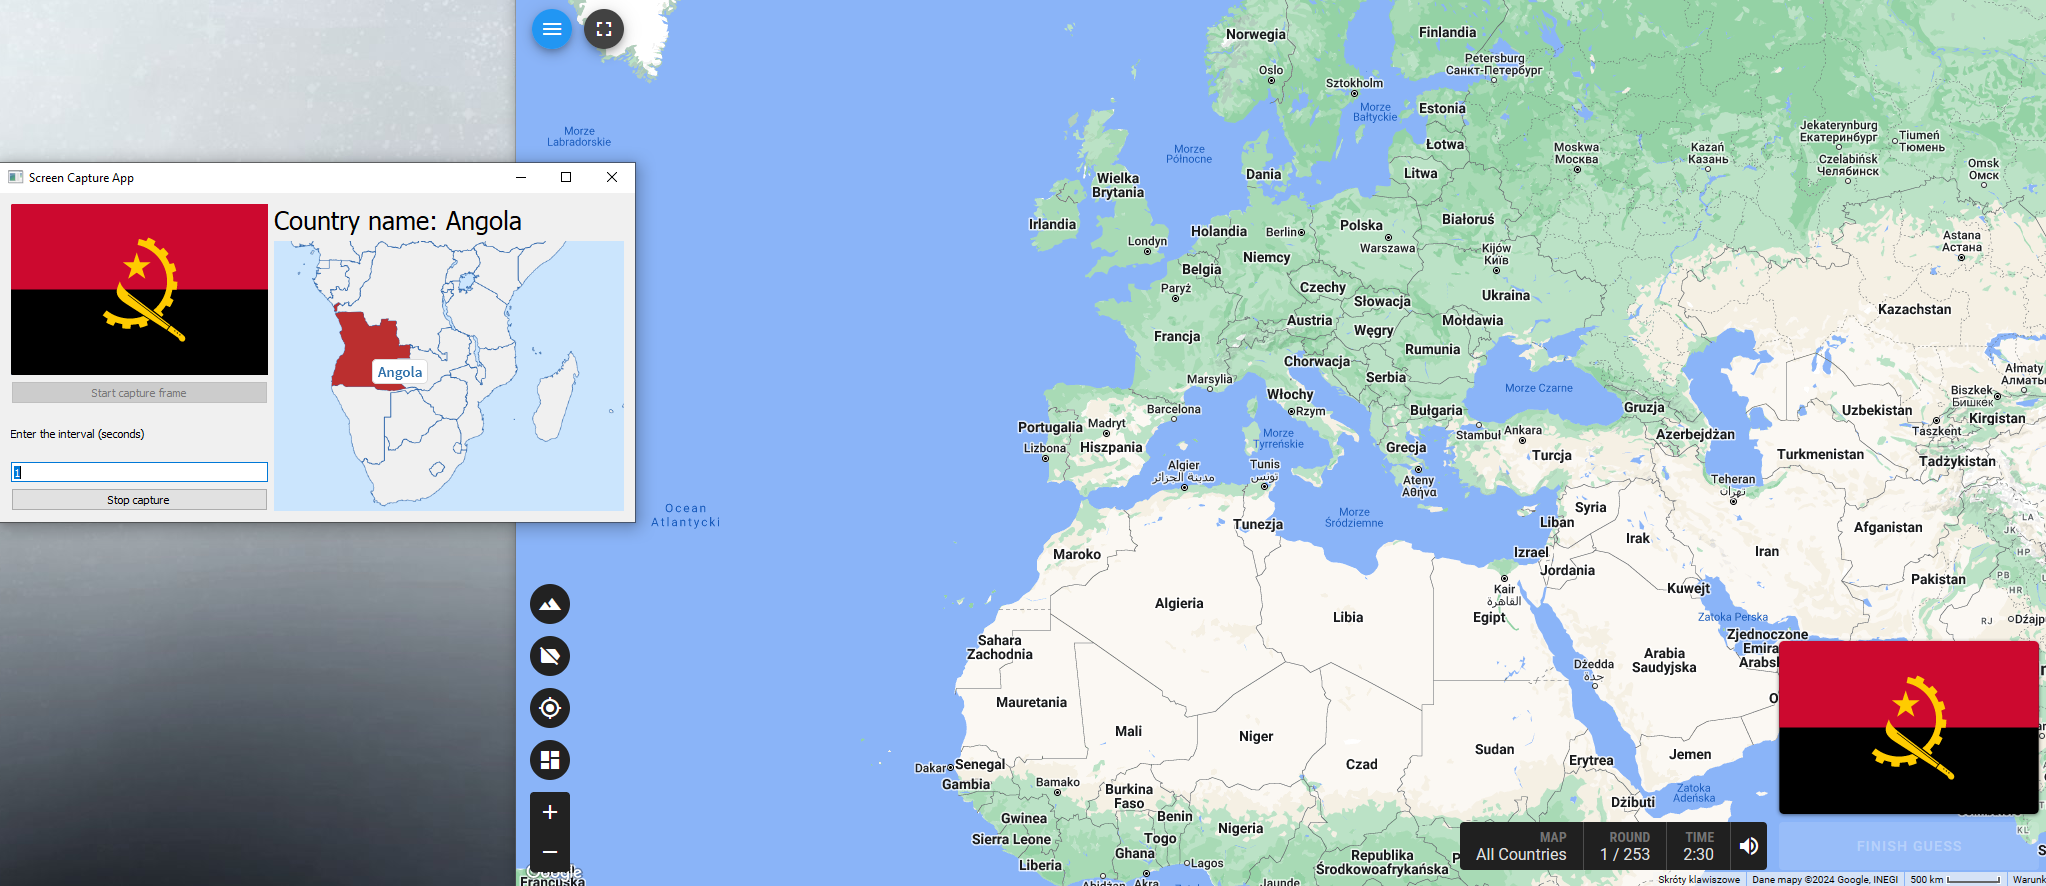 Screen Capture App
Country name: Angola
Angola
Start capture frame
Enter the interval (seconds)
1
Stop capture
Morze
Labradorskie
Ocean
Atlantycki
Norwegia
Oslo
Finlandia
Petersburg
Санкт-Петербург
Sztokholm
Morze
Bałtyckie
Estonia
Łotwa
Litwa
Moskwa
Москва
Kazań
Казань
Jekaterynburg
Екатеринбург
Tiumeń
Тюмень
Czelabińsk
Челябинск
Omsk
Омск
Morze
Północne
Dania
Wielka
Brytania
Irlandia
Londyn
Holandia
Berlin
Polska
Warszawa
Białoruś
Kijów
Київ
Astana
Астана
Belgia
Niemcy
Paryż
Czechy
Słowacja
Ukraina
Kazachstan
Austria
Węgry
Mołdawia
Francja
Chorwacja
Rumunia
Serbia
Marsylia
Włochy
Rzym
Barcelona
Bułgaria
Morze Czarne
Gruzja
Uzbekistan
Biszkek
Бишкек
Ałmaty
Алматы
Kirgistan
Portugalia
Madryt
Lizbona
Hiszpania
Morze
Tyrreńskie
Grecja
Stambuł
Ankara
Turcja
Azerbejdżan
Taszkent
Turkmenistan
Tadżykistan
Algier
مدينة الجزائر
Tunis
تونس
Ateny
Αθήνα
Teheran
تهران
Morze
Śródziemne
Syria
Liban
Tunezja
Maroko
Izrael
Jordania
Irak
Iran
Afganistan
LA
JK
HP
PB
HR
RJ
Pakistan
Kuwejt
Kair
القاهرة
Egipt
Algieria
Libia
Zatoka Perska
Zjednoczone
Emira
Arabs
Sahara
Zachodnia
Arabia
Saudyjska
Dżedda
جدة
Mauretania
Mali
Niger
Czad
Sudan
Erytrea
Jemen
Dakar
Senegal
Gambia
Bamako
Burkina
Faso
Zatoka
Adeńska
Dżibuti
Gwinea
Benin
Nigeria
Sierra Leone
Togo
Ghana
Lagos
Liberia
Republika
Środkowoafrykańska
Abidżan
Akra
Jaunde
KL
Google
Francuska
MAP
All Countries
ROUND
1 / 253
TIME
2:30
FINISH GUESS
Skróty klawiszowe
Dane mapy ©2024 Google, INEGI
500 km
Warunk